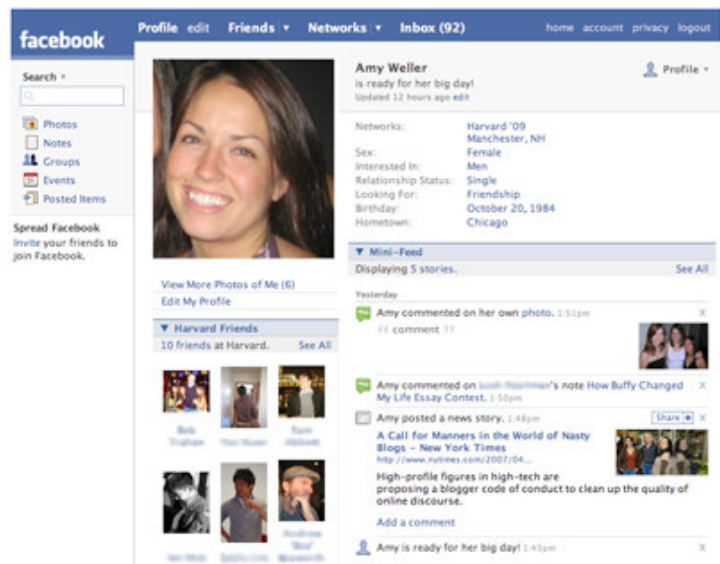 facebook
Profile edit Friends Networks Inbox (92) home account privacy logout
Search
Photos
Notes
Groups
Events
Posted Items
Spread Facebook
Invite your friends to
join Facebook.
View More Photos of Me (6)
Edit My Profile
Harvard Friends
10 friends at Harvard. See All
Amy Weller
is ready for her big day!
Updated 12 hours ago edit
Profile
Networks: Harvard '09
Manchester, NH
Sex: Female
Interested In: Men
Relationship Status: Single
Looking For: Friendship
Birthday: October 20, 1984
Hometown: Chicago
Mini-Feed
Displaying 5 stories. See All
Yesterday
Amy commented on her own photo. 1:51pm
comment
Amy commented on 's note How Buffy Changed
My Life Essay Contest. 1:50pm
Amy posted a news story. 1:48pm Share +
A Call for Manners in the World of Nasty
Blogs – New York Times
http://www.nytimes.com/2007/04...
High-profile figures in high-tech are
proposing a blogger code of conduct to clean up the quality of
online discourse.
Add a comment
Amy is ready for her big day! 1:45pm